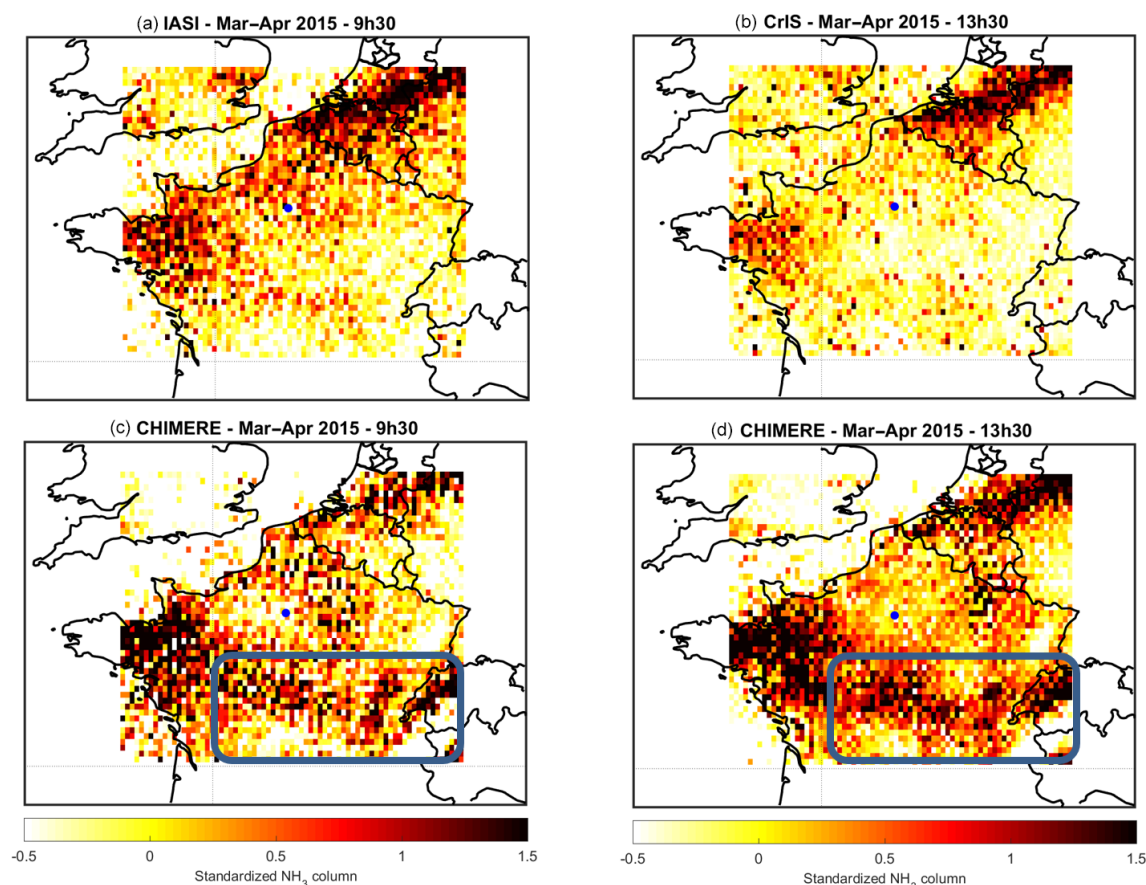 (a) IASI - Mar–Apr 2015 - 9h30
(b) CrIS - Mar–Apr 2015 - 13h30
(c) CHIMERE - Mar–Apr 2015 - 9h30
(d) CHIMERE - Mar–Apr 2015 - 13h30
-0.5 0 0.5 1 1.5
Standardized NH3 column
-0.5 0 0.5 1 1.5
Standardized NH3 column